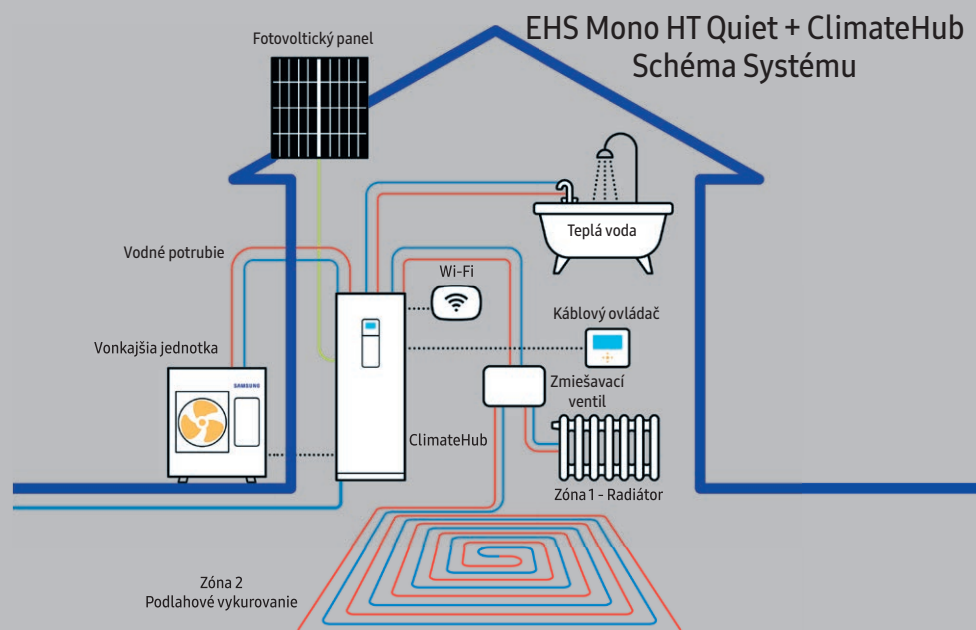 EHS Mono HT Quiet + ClimateHub
Schéma Systému
Fotovoltický panel
Teplá voda
Vodné potrubie
Wi-Fi
Káblový ovládač
Vonkajšia jednotka
SAMSUNG
Zmiešavací
ventil
ClimateHub
Zóna 1 - Radiátor
Zóna 2
Podlahové vykurovanie